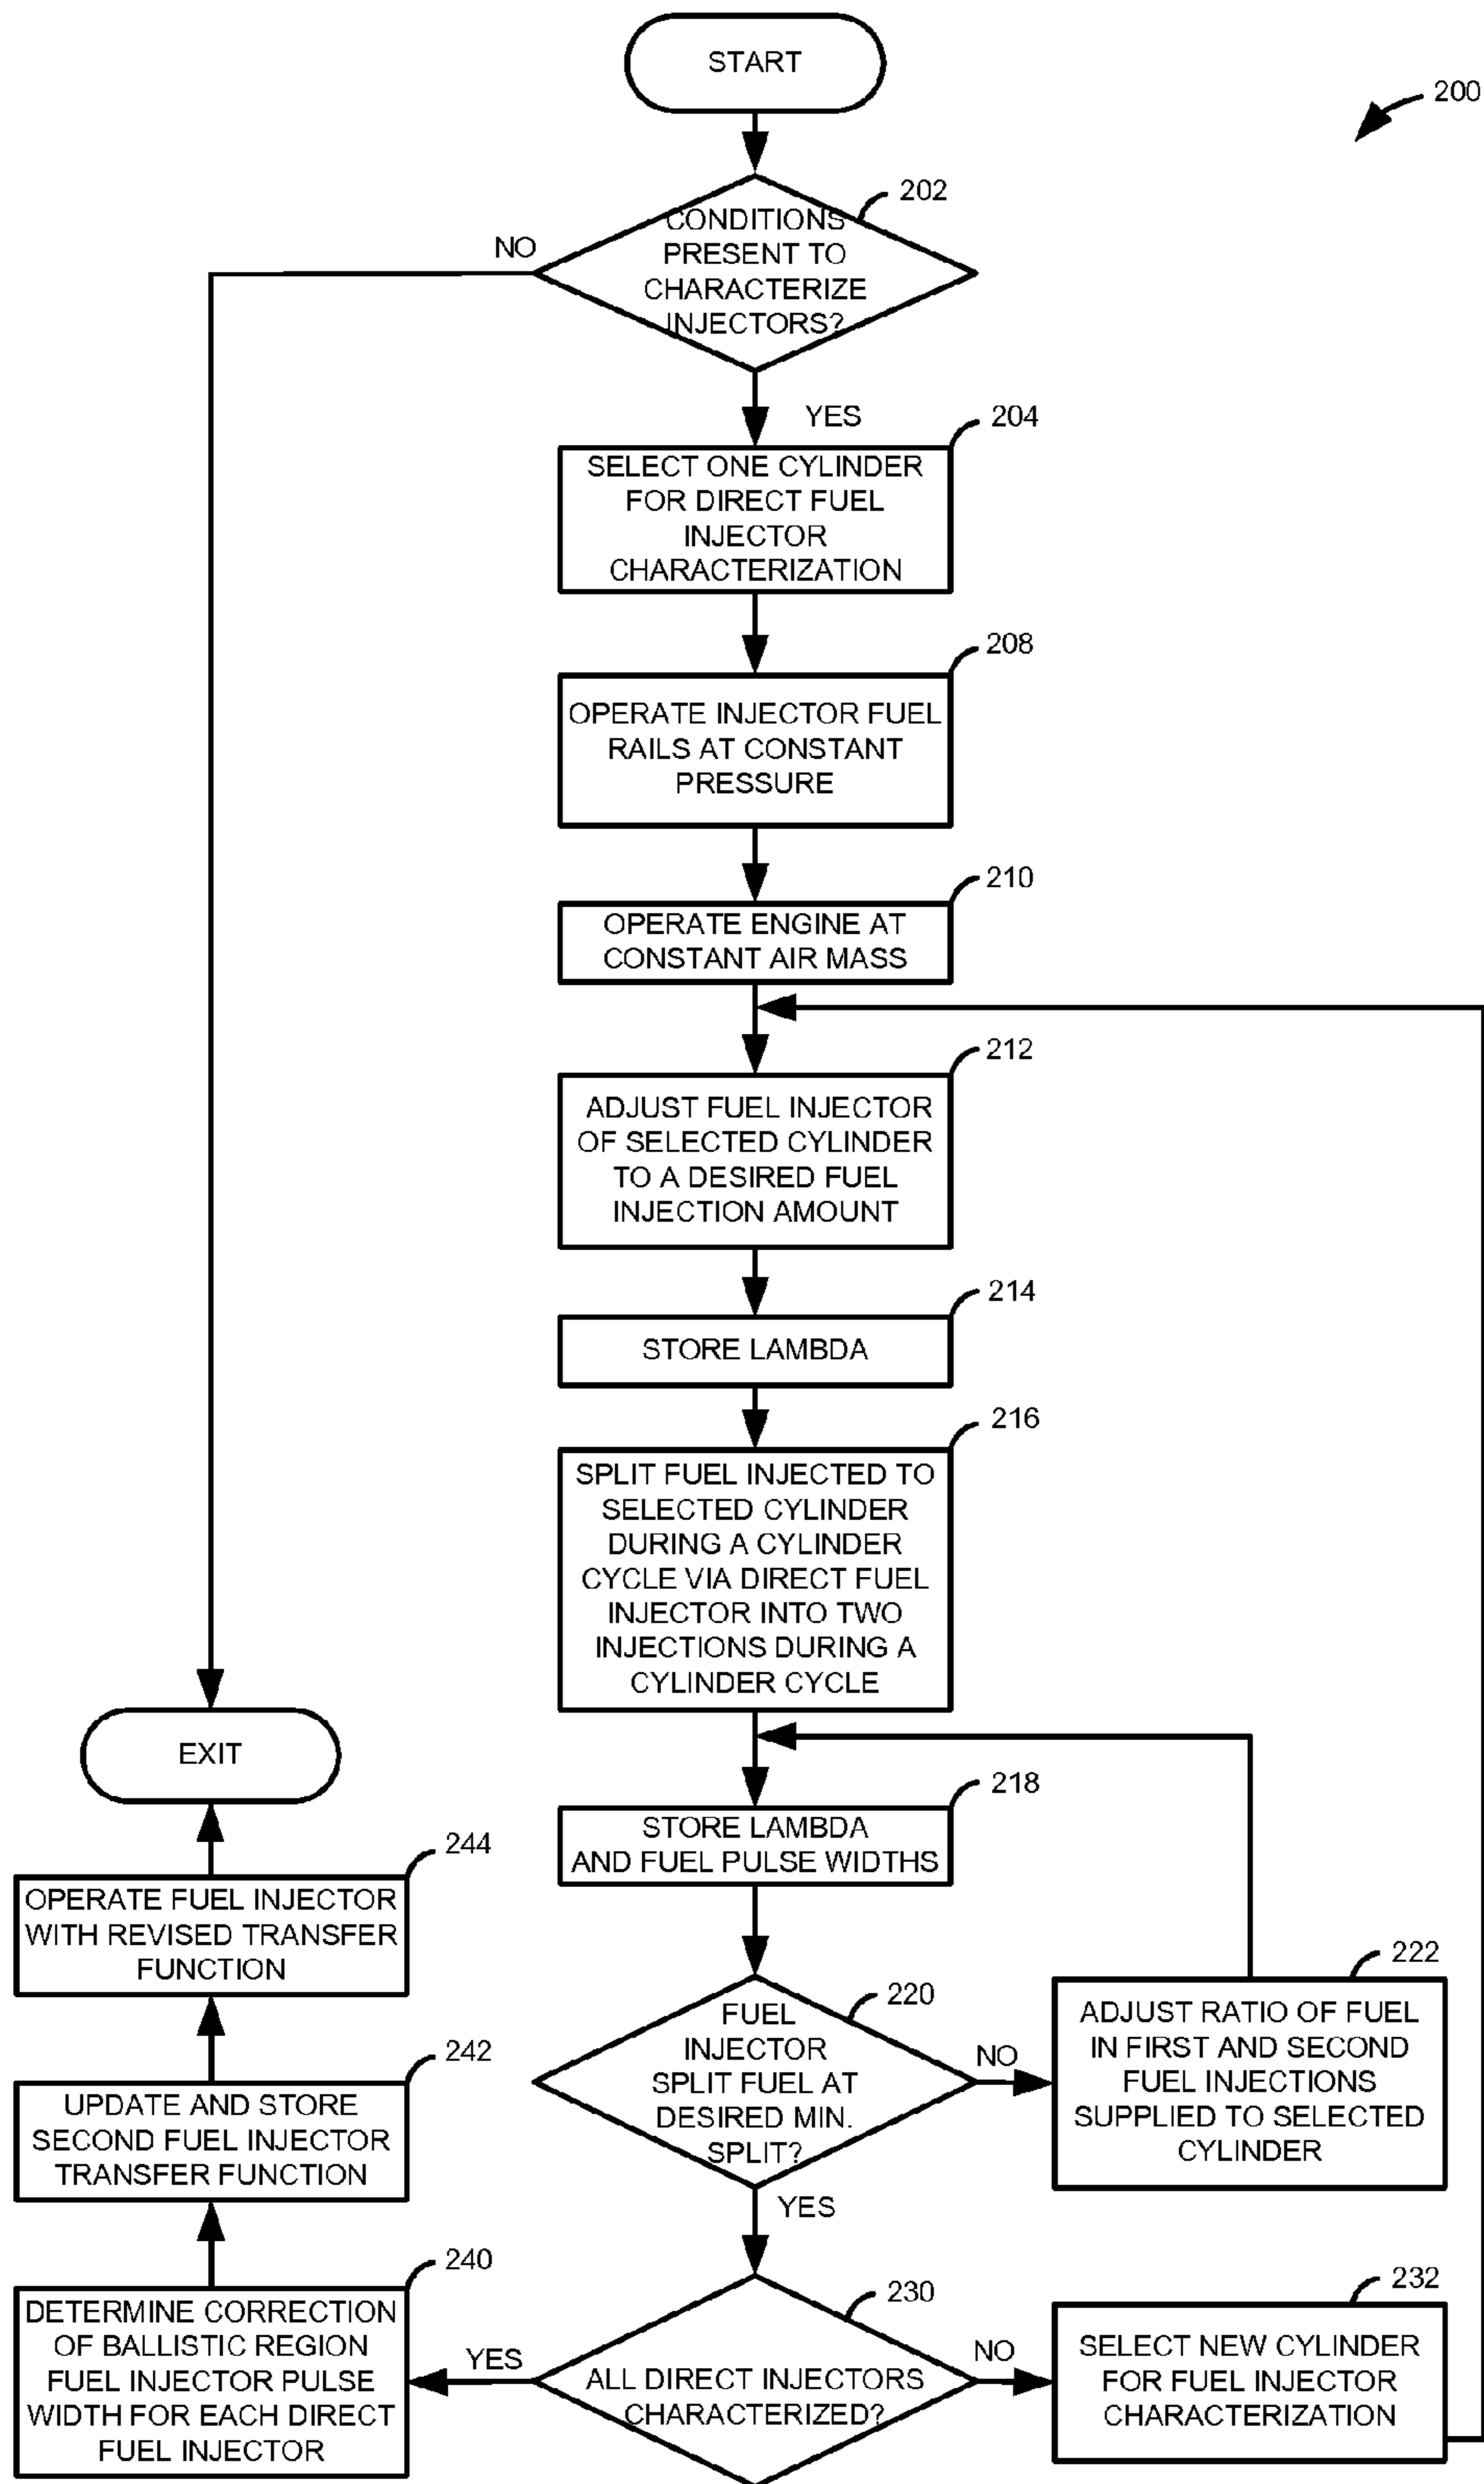 START
200
202
CONDITIONS
PRESENT TO
CHARACTERIZE
INJECTORS?
NO
YES
204
SELECT ONE CYLINDER
FOR DIRECT FUEL
INJECTOR
CHARACTERIZATION
208
OPERATE INJECTOR FUEL
RAILS AT CONSTANT
PRESSURE
210
OPERATE ENGINE AT
CONSTANT AIR MASS
212
ADJUST FUEL INJECTOR
OF SELECTED CYLINDER
TO A DESIRED FUEL
INJECTION AMOUNT
214
STORE LAMBDA
216
SPLIT FUEL INJECTED TO
SELECTED CYLINDER
DURING A CYLINDER
CYCLE VIA DIRECT FUEL
INJECTOR INTO TWO
INJECTIONS DURING A
CYLINDER CYCLE
218
STORE LAMBDA
AND FUEL PULSE WIDTHS
220
FUEL
INJECTOR
SPLIT FUEL AT
DESIRED MIN.
SPLIT?
NO
222
ADJUST RATIO OF FUEL
IN FIRST AND SECOND
FUEL INJECTIONS
SUPPLIED TO SELECTED
CYLINDER
YES
230
ALL DIRECT INJECTORS
CHARACTERIZED?
NO
232
SELECT NEW CYLINDER
FOR FUEL INJECTOR
CHARACTERIZATION
YES
240
DETERMINE CORRECTION
OF BALLISTIC REGION
FUEL INJECTOR PULSE
WIDTH FOR EACH DIRECT
FUEL INJECTOR
242
UPDATE AND STORE
SECOND FUEL INJECTOR
TRANSFER FUNCTION
244
OPERATE FUEL INJECTOR
WITH REVISED TRANSFER
FUNCTION
EXIT